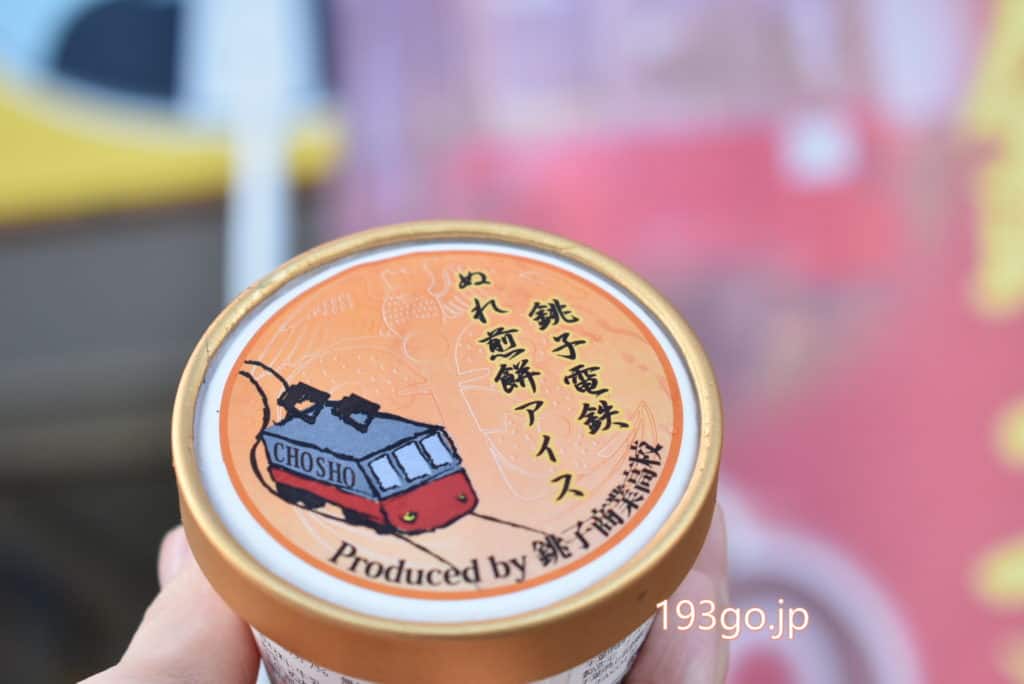 銚子電鉄
ぬれ煎餅アイス
CHOSHO
Produced by 銚子商業高校
193go.jp